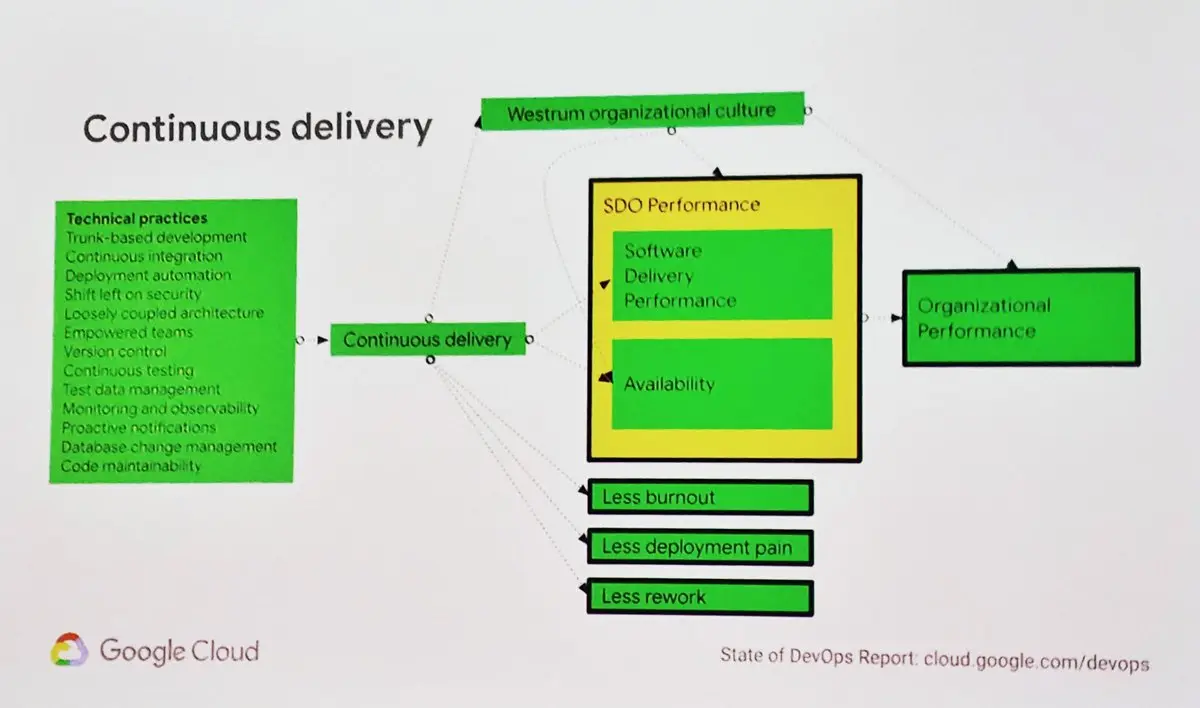 Continuous delivery
Westrum organizational culture
Technical practices
Trunk-based development
Continuous integration
Deployment automation
Shift left on security
Loosely coupled architecture
Empowered teams
Version control
Continuous testing
Test data management
Monitoring and observability
Proactive notifications
Database change management
Code maintainability
Continuous delivery
SDO Performance
Software
Delivery
Performance
Availability
Organizational
Performance
Less burnout
Less deployment pain
Less rework
Google Cloud
State of DevOps Report: cloud.google.com/devops